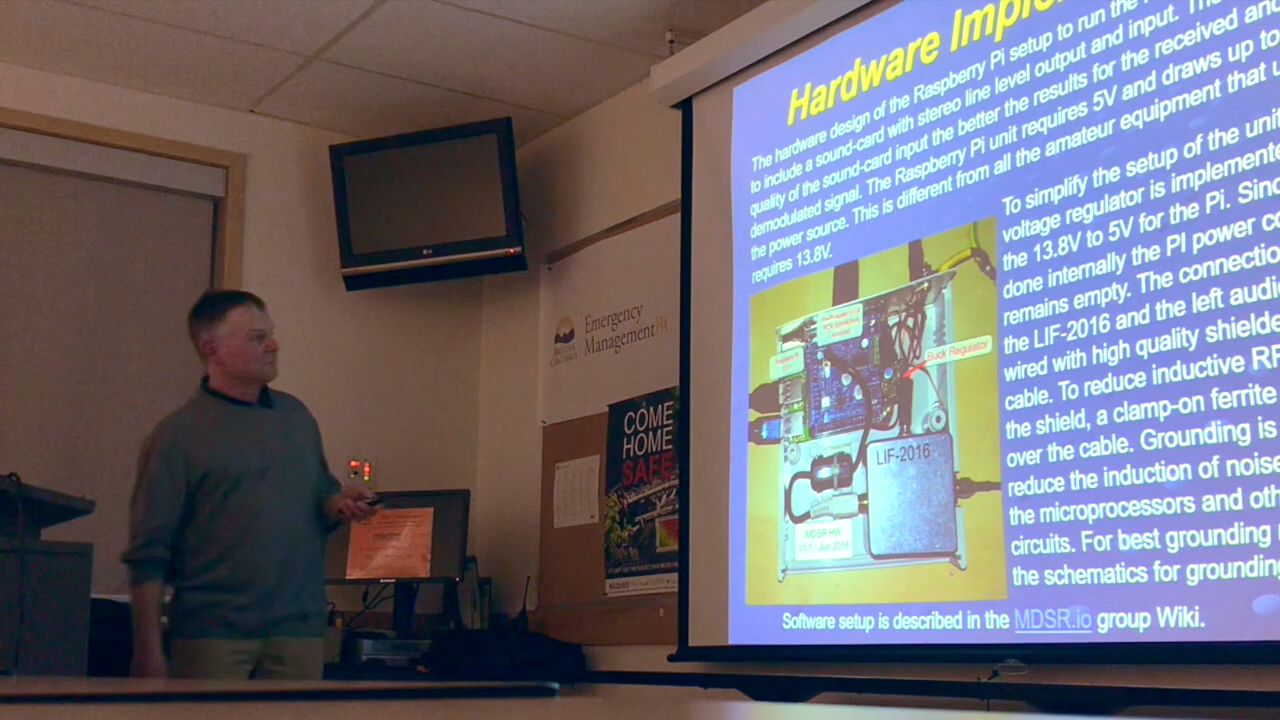 Hardware Imple
The hardware design of the Raspberry Pi setup to run the
to include a sound-card with stereo line level output and input. The
quality of the sound-card input the better the results for the received and
demodulated signal. The Raspberry Pi unit requires 5V and draws up to
the power source. This is different from all the amateur equipment that u
requires 13.8V.
To simplify the setup of the unit
voltage regulator is implemente
the 13.8V to 5V for the Pi. Sinc
done internally the PI power co
remains empty. The connectio
the LIF-2016 and the left audio
wired with high quality shielde
cable. To reduce inductive RF
the shield, a clamp-on ferrite
over the cable. Grounding is
reduce the induction of noise
the microprocessors and oth
circuits. For best grounding
the schematics for grounding
Buck Regulator
LIF-2016
MDSR HW
Software setup is described in the MDSR.io group Wiki.
BRITISH
COLUMBIA
Emergency
ManagementBC
COME
HOME
SAFE
LG